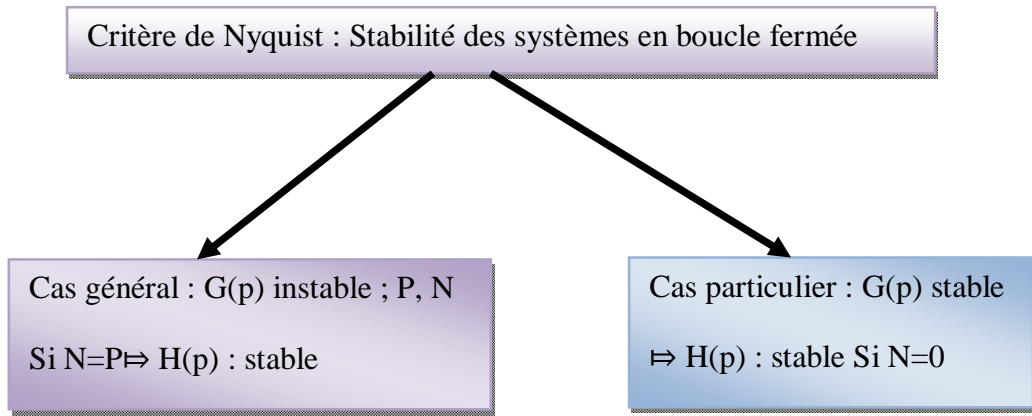 Critère de Nyquist : Stabilité des systèmes en boucle fermée
Cas général : G(p) instable ; P, N
Si N=P⤇ H(p) : stable
Cas particulier : G(p) stable
⤇ H(p) : stable Si N=0